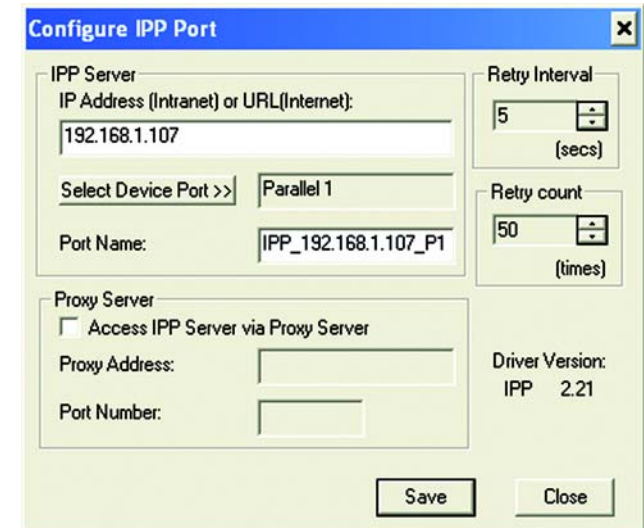 Configure IPP Port
IPP Server
IP Address (Intranet) or URL(Internet):
192.168.1.107
Select Device Port >>
Parallel 1
Port Name:
IPP_192.168.1.107_P1
Retry Interval
5
(secs)
Retry count
50
(times)
Proxy Server
Access IPP Server via Proxy Server
Proxy Address:
Port Number:
Driver Version:
IPP 2.21
Save
Close